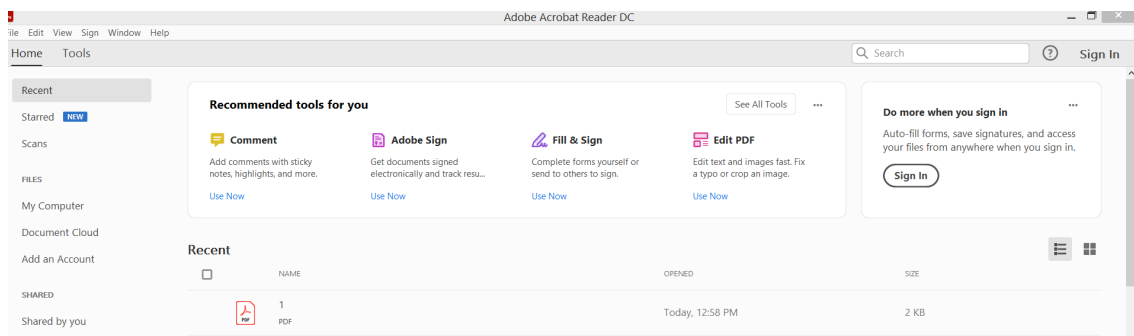 Adobe Acrobat Reader DC
File Edit View Sign Window Help
Home Tools
Search
Sign In
Recent
Starred NEW
Scans
FILES
My Computer
Document Cloud
Add an Account
SHARED
Shared by you
Recommended tools for you
See All Tools
Comment
Add comments with sticky
notes, highlights, and more.
Use Now
Adobe Sign
Get documents signed
electronically and track resu...
Use Now
Fill & Sign
Complete forms yourself or
send to others to sign.
Use Now
Edit PDF
Edit text and images fast. Fix
a typo or crop an image.
Use Now
Do more when you sign in
Auto-fill forms, save signatures, and access
your files from anywhere when you sign in.
Sign In
Recent
NAME OPENED SIZE
PDF
1
PDF
Today, 12:58 PM
2 KB